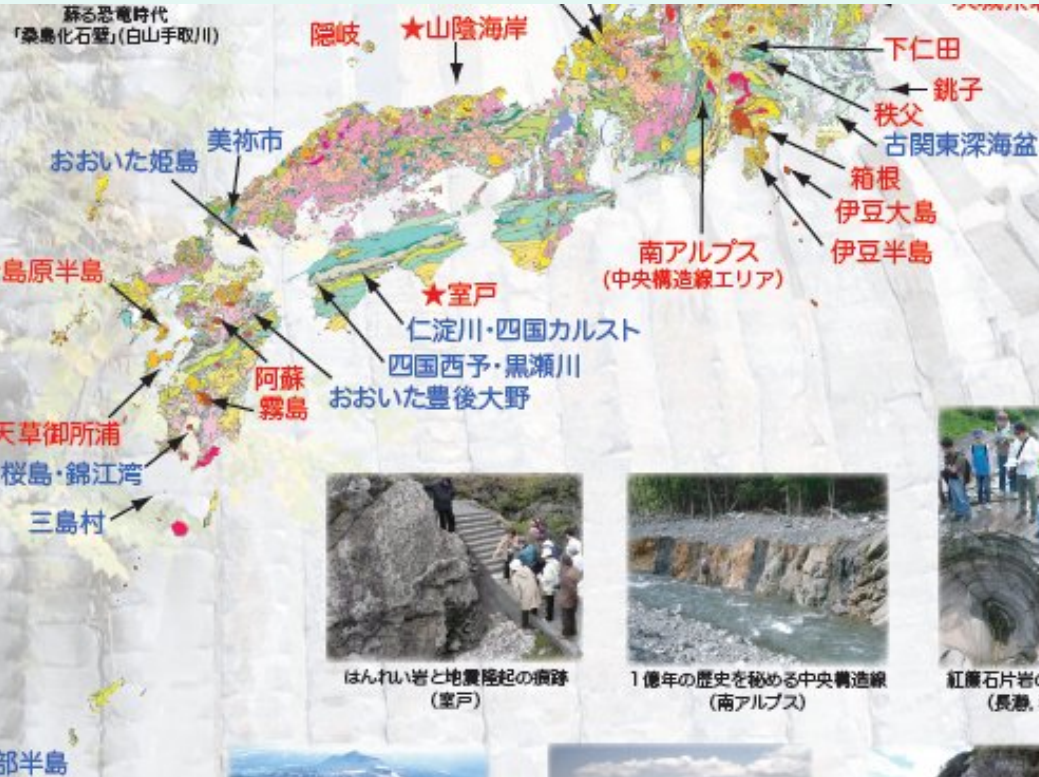 蘇る恐竜時代
「桑島化石壁」(白山手取川)
隠岐
★山陰海岸
下仁田
銚子
秩父
古関東深海盆
美祢市
おおいた姫島
箱根
伊豆大島
伊豆半島
南アルプス
(中央構造線エリア)
島原半島
★室戸
仁淀川・四国カルスト
四国西予・黒瀬川
おおいた豊後大野
阿蘇
霧島
天草御所浦
桜島・錦江湾
三島村
はんれい岩と地震隆起の痕跡
(室戸)
1億年の歴史を秘める中央構造線
(南アルプス)
紅簾石片岩の
(長瀞,
部半島